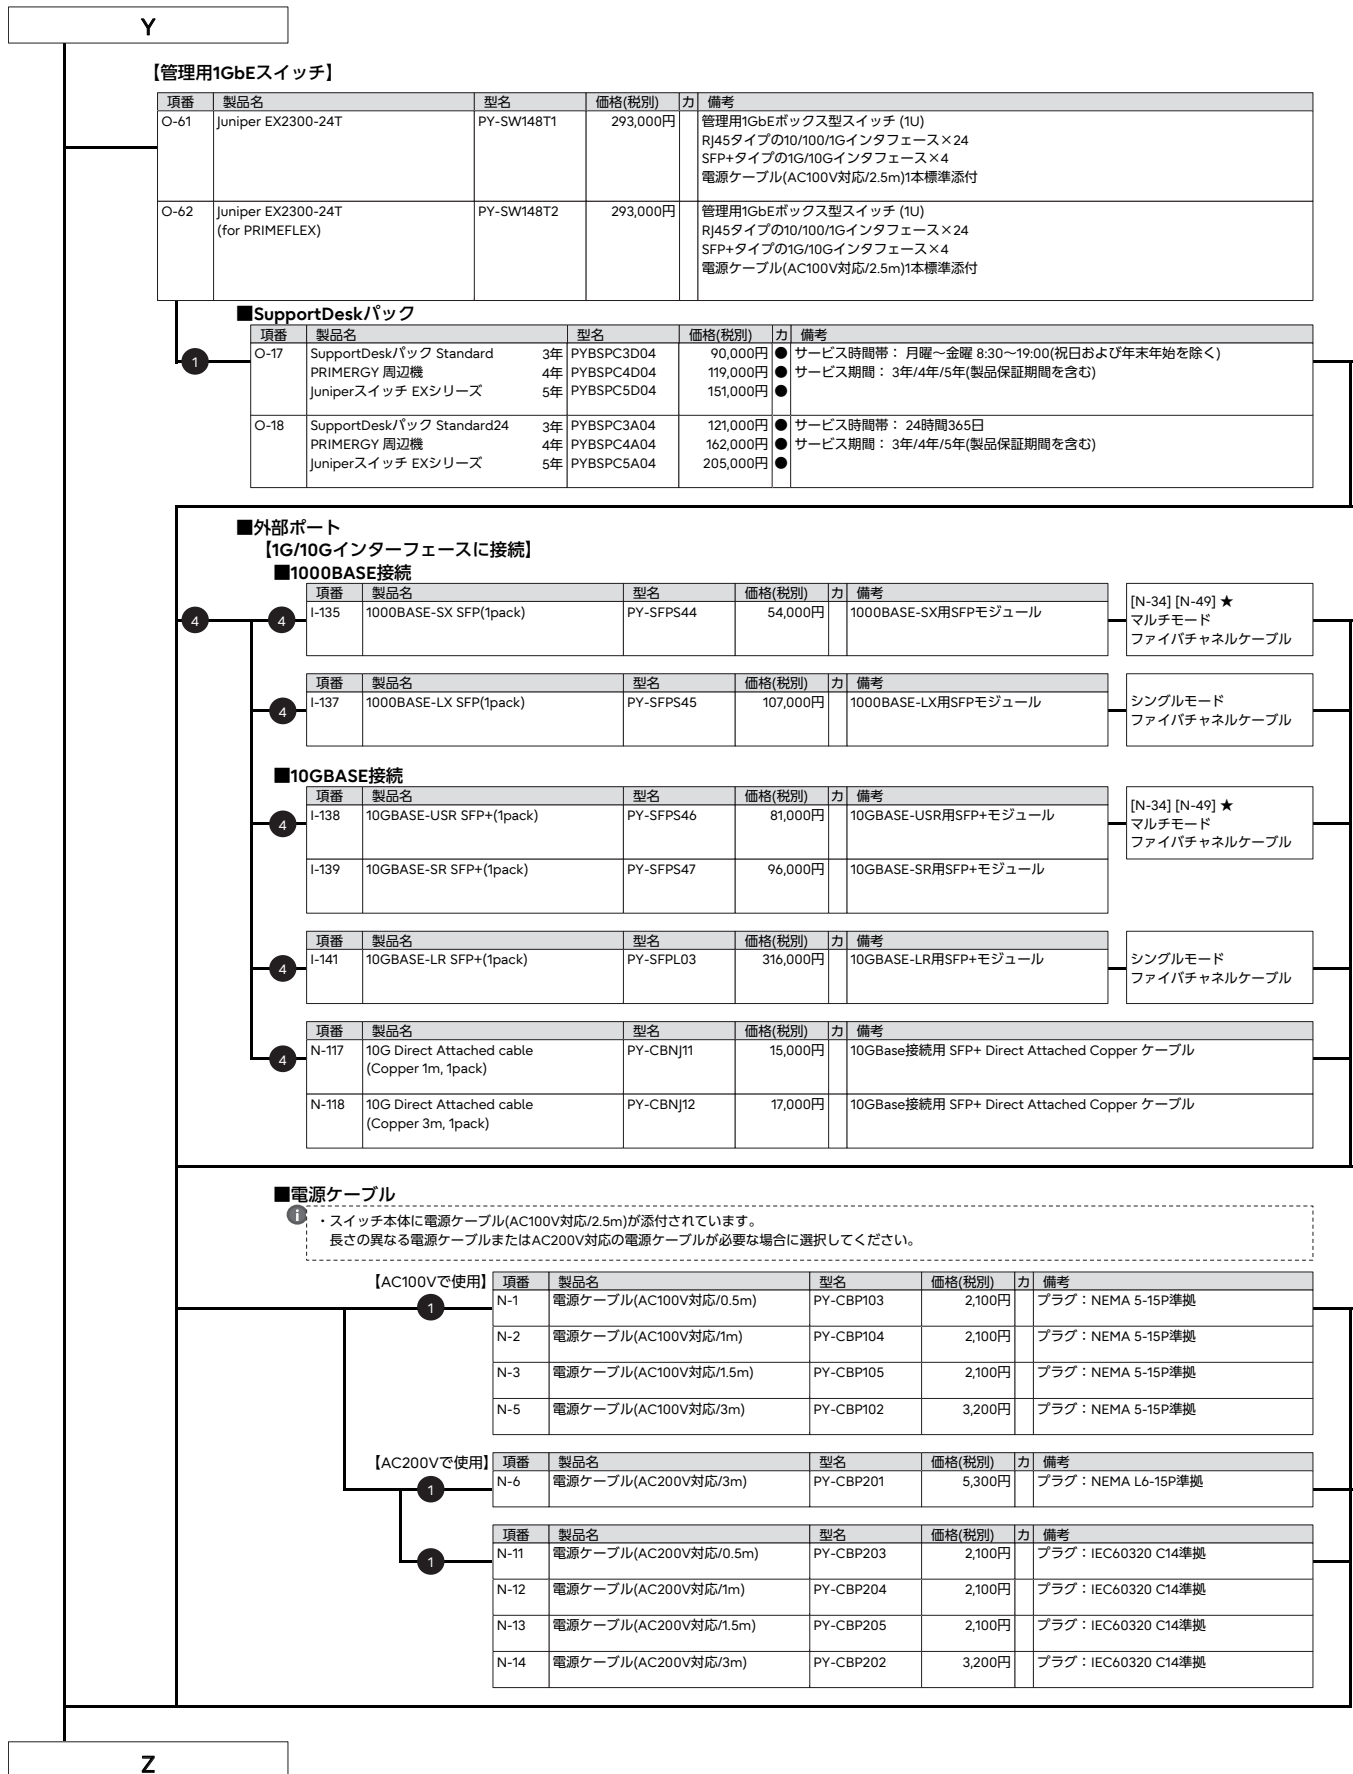 Y
【管理用1GbEスイッチ】
項番 製品名 型名 価格(税別) カ 備考
O-61 Juniper EX2300-24T PY-SW148T1 293,000円 管理用1GbEボックス型スイッチ (1U)
RJ45タイプの10/100/1Gインタフェース×24
SFP+タイプの1G/10Gインタフェース×4
電源ケーブル(AC100V対応/2.5m)1本標準添付
O-62 Juniper EX2300-24T PY-SW148T2 293,000円 管理用1GbEボックス型スイッチ (1U)
(for PRIMEFLEX) RJ45タイプの10/100/1Gインタフェース×24
SFP+タイプの1G/10Gインタフェース×4
電源ケーブル(AC100V対応/2.5m)1本標準添付
■SupportDeskパック
項番 製品名 型名 価格(税別) カ 備考
1 O-17 SupportDeskパック Standard 3年 PYBSPC3D04 90,000円 ● サービス時間帯： 月曜～金曜 8:30～19:00(祝日および年末年始を除く)
PRIMERGY 周辺機 4年 PYBSPC4D04 119,000円 ● サービス期間： 3年/4年/5年(製品保証期間を含む)
Juniperスイッチ EXシリーズ 5年 PYBSPC5D04 151,000円 ●
O-18 SupportDeskパック Standard24 3年 PYBSPC3A04 121,000円 ● サービス時間帯： 24時間365日
PRIMERGY 周辺機 4年 PYBSPC4A04 162,000円 ● サービス期間： 3年/4年/5年(製品保証期間を含む)
Juniperスイッチ EXシリーズ 5年 PYBSPC5A04 205,000円 ●
■外部ポート
【1G/10Gインターフェースに接続】
■1000BASE接続
項番 製品名 型名 価格(税別) カ 備考
4 4 I-135 1000BASE-SX SFP(1pack) PY-SFPS44 54,000円 1000BASE-SX用SFPモジュール
[N-34] [N-49] ★
マルチモード
ファイバチャネルケーブル
項番 製品名 型名 価格(税別) カ 備考
4 I-137 1000BASE-LX SFP(1pack) PY-SFPS45 107,000円 1000BASE-LX用SFPモジュール
シングルモード
ファイバチャネルケーブル
■10GBASE接続
項番 製品名 型名 価格(税別) カ 備考
4 I-138 10GBASE-USR SFP+(1pack) PY-SFPS46 81,000円 10GBASE-USR用SFP+モジュール
[N-34] [N-49] ★
マルチモード
ファイバチャネルケーブル
I-139 10GBASE-SR SFP+(1pack) PY-SFPS47 96,000円 10GBASE-SR用SFP+モジュール
項番 製品名 型名 価格(税別) カ 備考
4 I-141 10GBASE-LR SFP+(1pack) PY-SFPL03 316,000円 10GBASE-LR用SFP+モジュール
シングルモード
ファイバチャネルケーブル
項番 製品名 型名 価格(税別) カ 備考
4 N-117 10G Direct Attached cable PY-CBNJ11 15,000円 10GBase接続用 SFP+ Direct Attached Copper ケーブル
(Copper 1m, 1pack)
N-118 10G Direct Attached cable PY-CBNJ12 17,000円 10GBase接続用 SFP+ Direct Attached Copper ケーブル
(Copper 3m, 1pack)
■電源ケーブル
i ・スイッチ本体に電源ケーブル(AC100V対応/2.5m)が添付されています。
長さの異なる電源ケーブルまたはAC200V対応の電源ケーブルが必要な場合に選択してください。
【AC100Vで使用】 項番 製品名 型名 価格(税別) カ 備考
1 N-1 電源ケーブル(AC100V対応/0.5m) PY-CBP103 2,100円 プラグ：NEMA 5-15P準拠
N-2 電源ケーブル(AC100V対応/1m) PY-CBP104 2,100円 プラグ：NEMA 5-15P準拠
N-3 電源ケーブル(AC100V対応/1.5m) PY-CBP105 2,100円 プラグ：NEMA 5-15P準拠
N-5 電源ケーブル(AC100V対応/3m) PY-CBP102 3,200円 プラグ：NEMA 5-15P準拠
【AC200Vで使用】 項番 製品名 型名 価格(税別) カ 備考
1 N-6 電源ケーブル(AC200V対応/3m) PY-CBP201 5,300円 プラグ：NEMA L6-15P準拠
項番 製品名 型名 価格(税別) カ 備考
1 N-11 電源ケーブル(AC200V対応/0.5m) PY-CBP203 2,100円 プラグ：IEC60320 C14準拠
N-12 電源ケーブル(AC200V対応/1m) PY-CBP204 2,100円 プラグ：IEC60320 C14準拠
N-13 電源ケーブル(AC200V対応/1.5m) PY-CBP205 2,100円 プラグ：IEC60320 C14準拠
N-14 電源ケーブル(AC200V対応/3m) PY-CBP202 3,200円 プラグ：IEC60320 C14準拠
Z